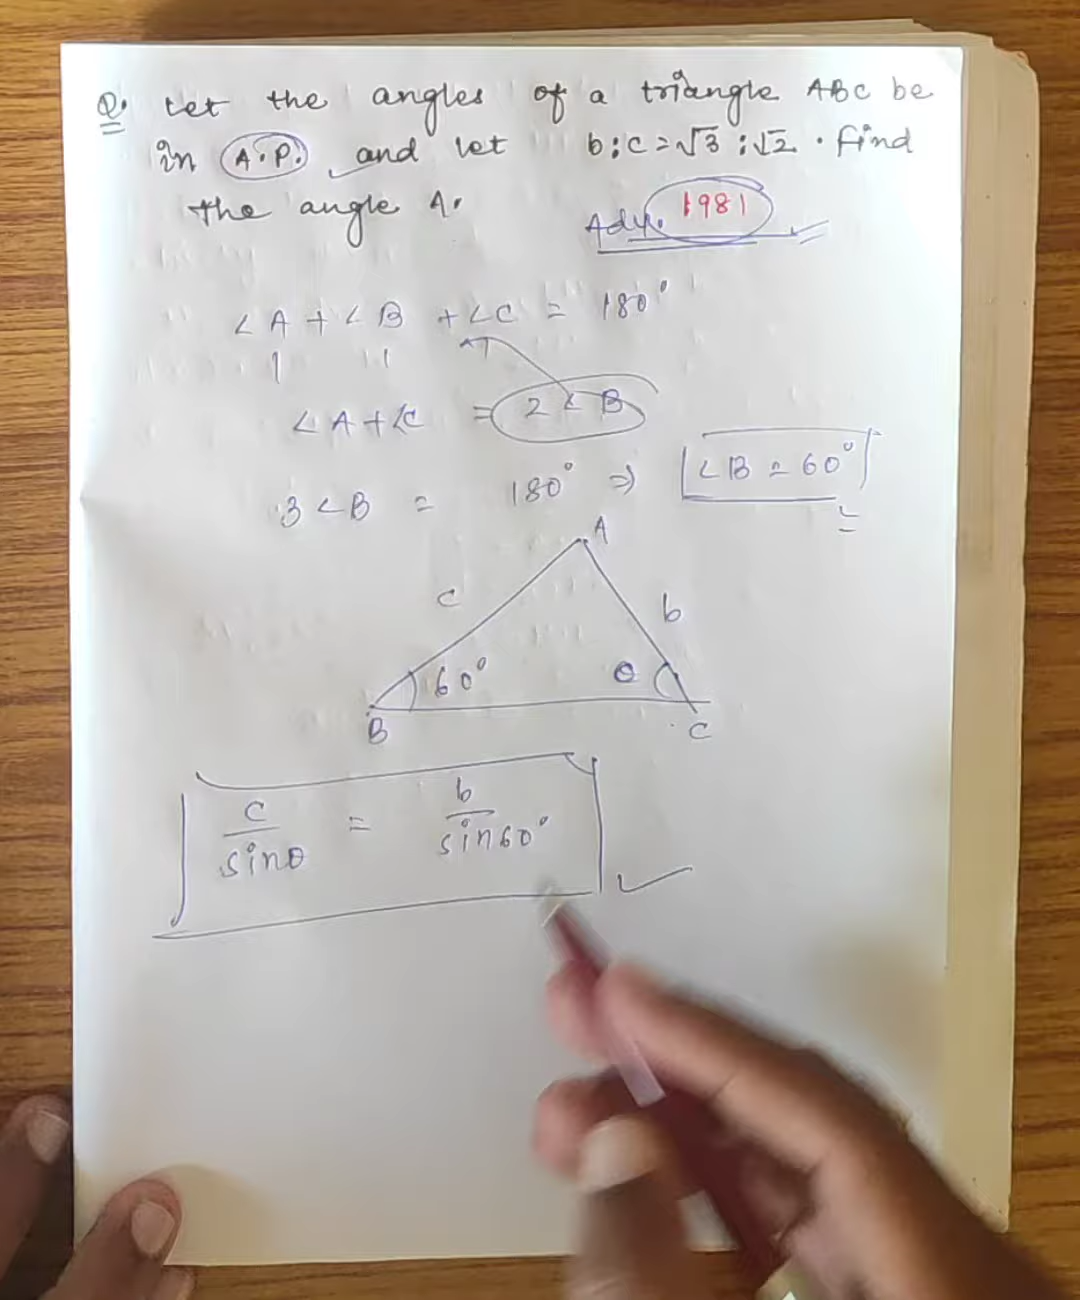 Q. Let the angles of a triangle ABC be
in A.P. and let b:c=√3:√2. Find
the angle A.
Adv. 1981
∠A + ∠B + ∠C = 180°
∠A + ∠C = 2∠B
3∠B = 180° ⇒ ∠B = 60°
A
c b
60° θ
B C
c/sinθ = b/sin60°